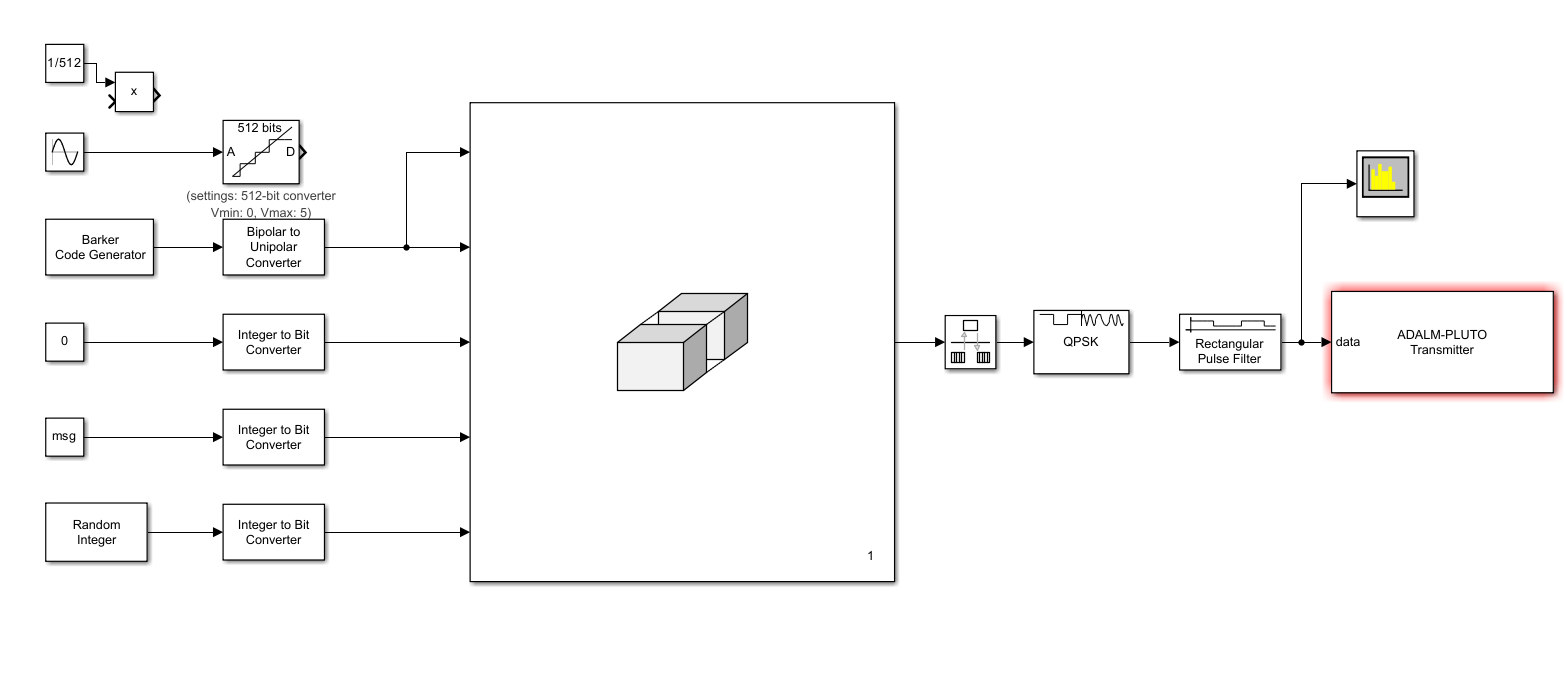 1/512
x
512 bits
A
D
(settings: 512-bit converter
Vmin: 0, Vmax: 5)
Barker
Code Generator
Bipolar to
Unipolar
Converter
0
Integer to Bit
Converter
msg
Integer to Bit
Converter
Random
Integer
Integer to Bit
Converter
1
QPSK
Rectangular
Pulse Filter
data
ADALM-PLUTO
Transmitter